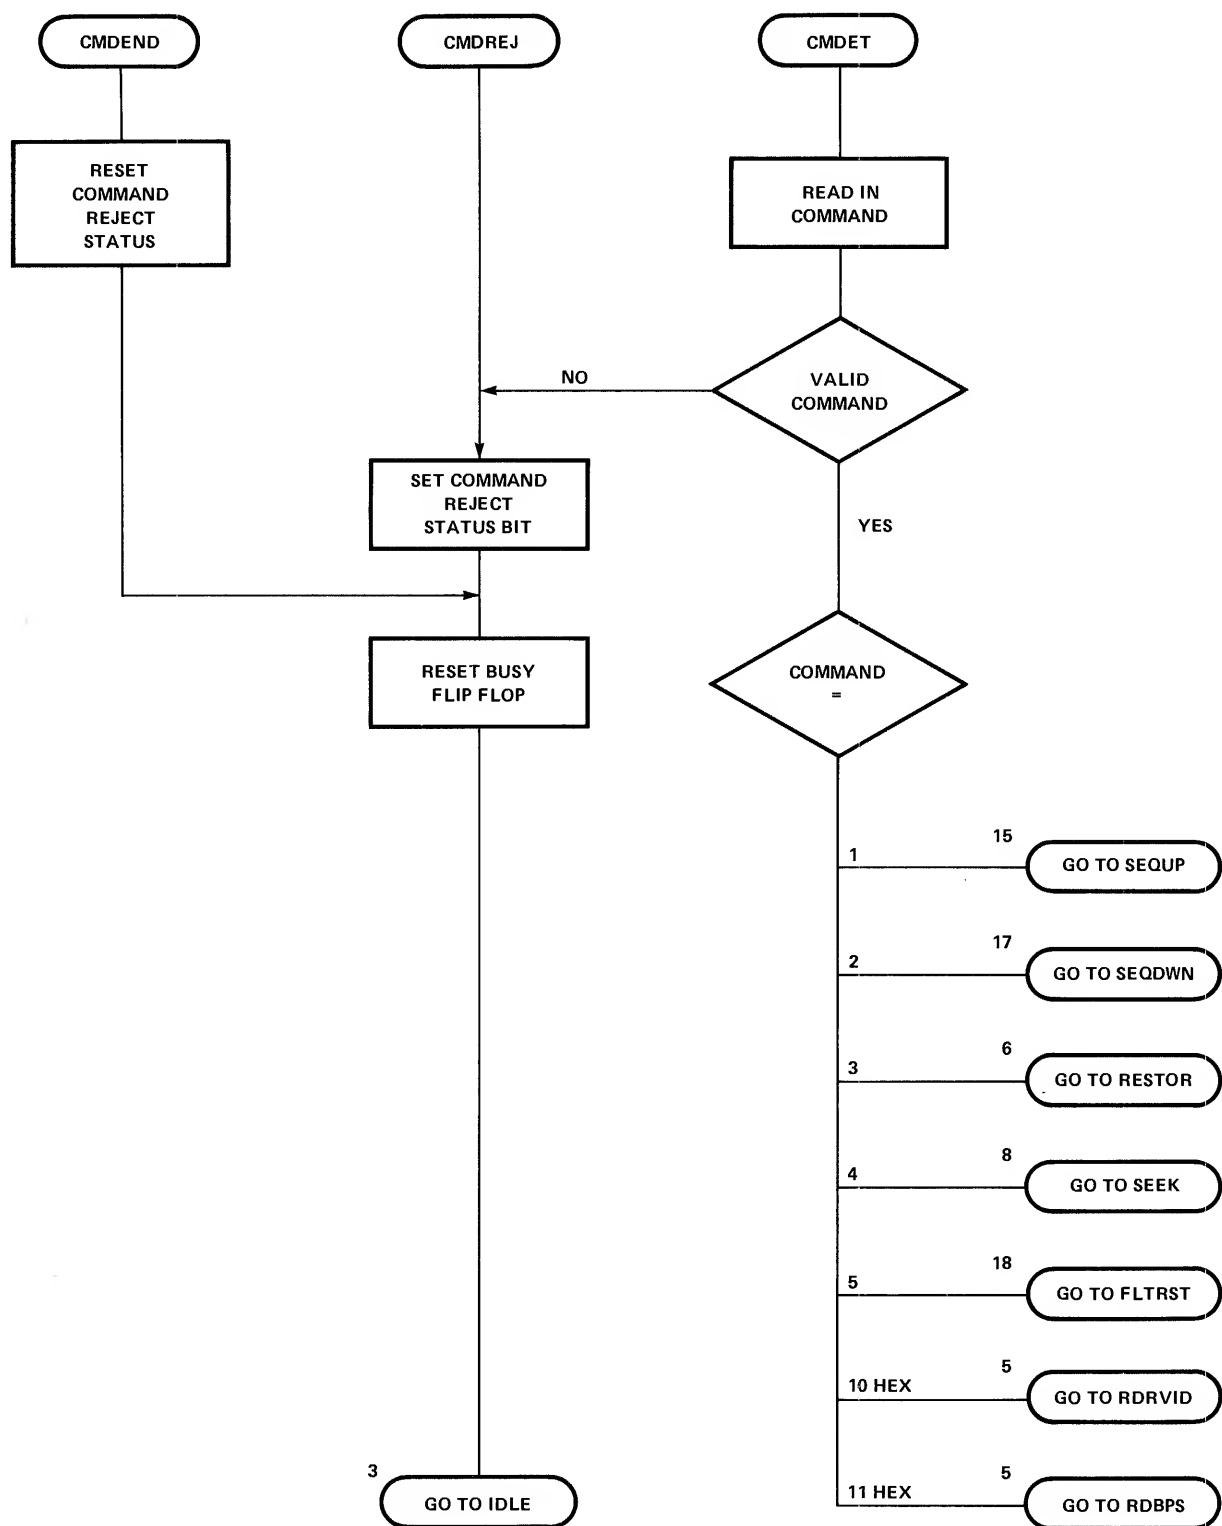 CMDEND
CMDREJ
CMDET
RESET
COMMAND
REJECT
STATUS
READ IN
COMMAND
VALID
COMMAND
NO
SET COMMAND
REJECT
STATUS BIT
YES
RESET BUSY
FLIP FLOP
COMMAND
=
1
15
GO TO SEQUP
2
17
GO TO SEQDWN
3
6
GO TO RESTOR
4
8
GO TO SEEK
5
18
GO TO FLTRST
10 HEX
5
GO TO RDRVID
11 HEX
5
GO TO RDBPS
3
GO TO IDLE